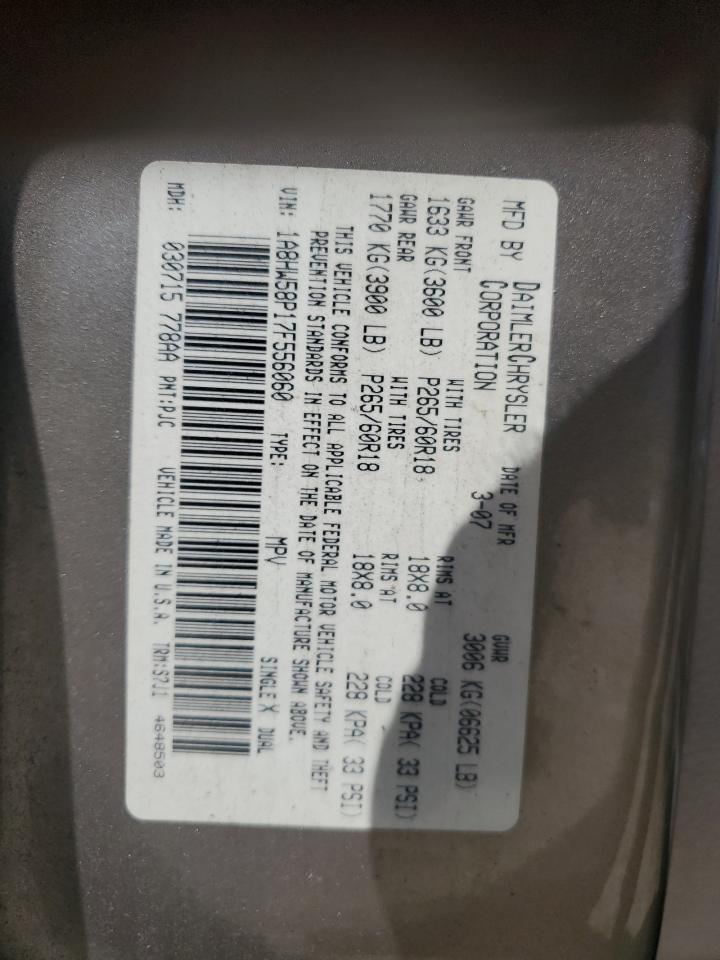 MFD BY DAIMLERCHRYSLER CORPORATION DATE OF MFR 3-07 GVWR 3006 KG(06625 LB)
GAWR FRONT WITH TIRES RIMS AT COLD
1633 KG(3600 LB) P265/60R18, 18X8.0 228 KPA( 33 PSI)
GAWR REAR WITH TIRES RIMS AT COLD
1770 KG(3900 LB) P265/60R18 18X8.0 228 KPA( 33 PSI)
THIS VEHICLE CONFORMS TO ALL APPLICABLE FEDERAL MOTOR VEHICLE SAFETY AND THEFT
PREVENTION STANDARDS IN EFFECT ON THE DATE OF MANUFACTURE SHOWN ABOVE.
VIN: 1A8HW58P17F556060 TYPE: MPV SINGLE X DUAL
MDH: 030715 778AA PNT:PJC VEHICLE MADE IN U.S.A. TRM:S7J1 4648503